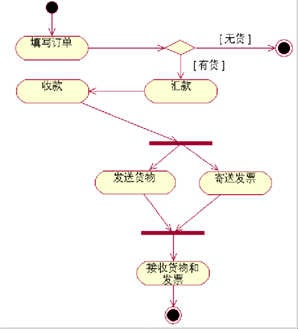 填写订单
[ 无货 ]
[ 有货 ]
收款
汇款
发送货物
寄送发票
接收货物和
发票